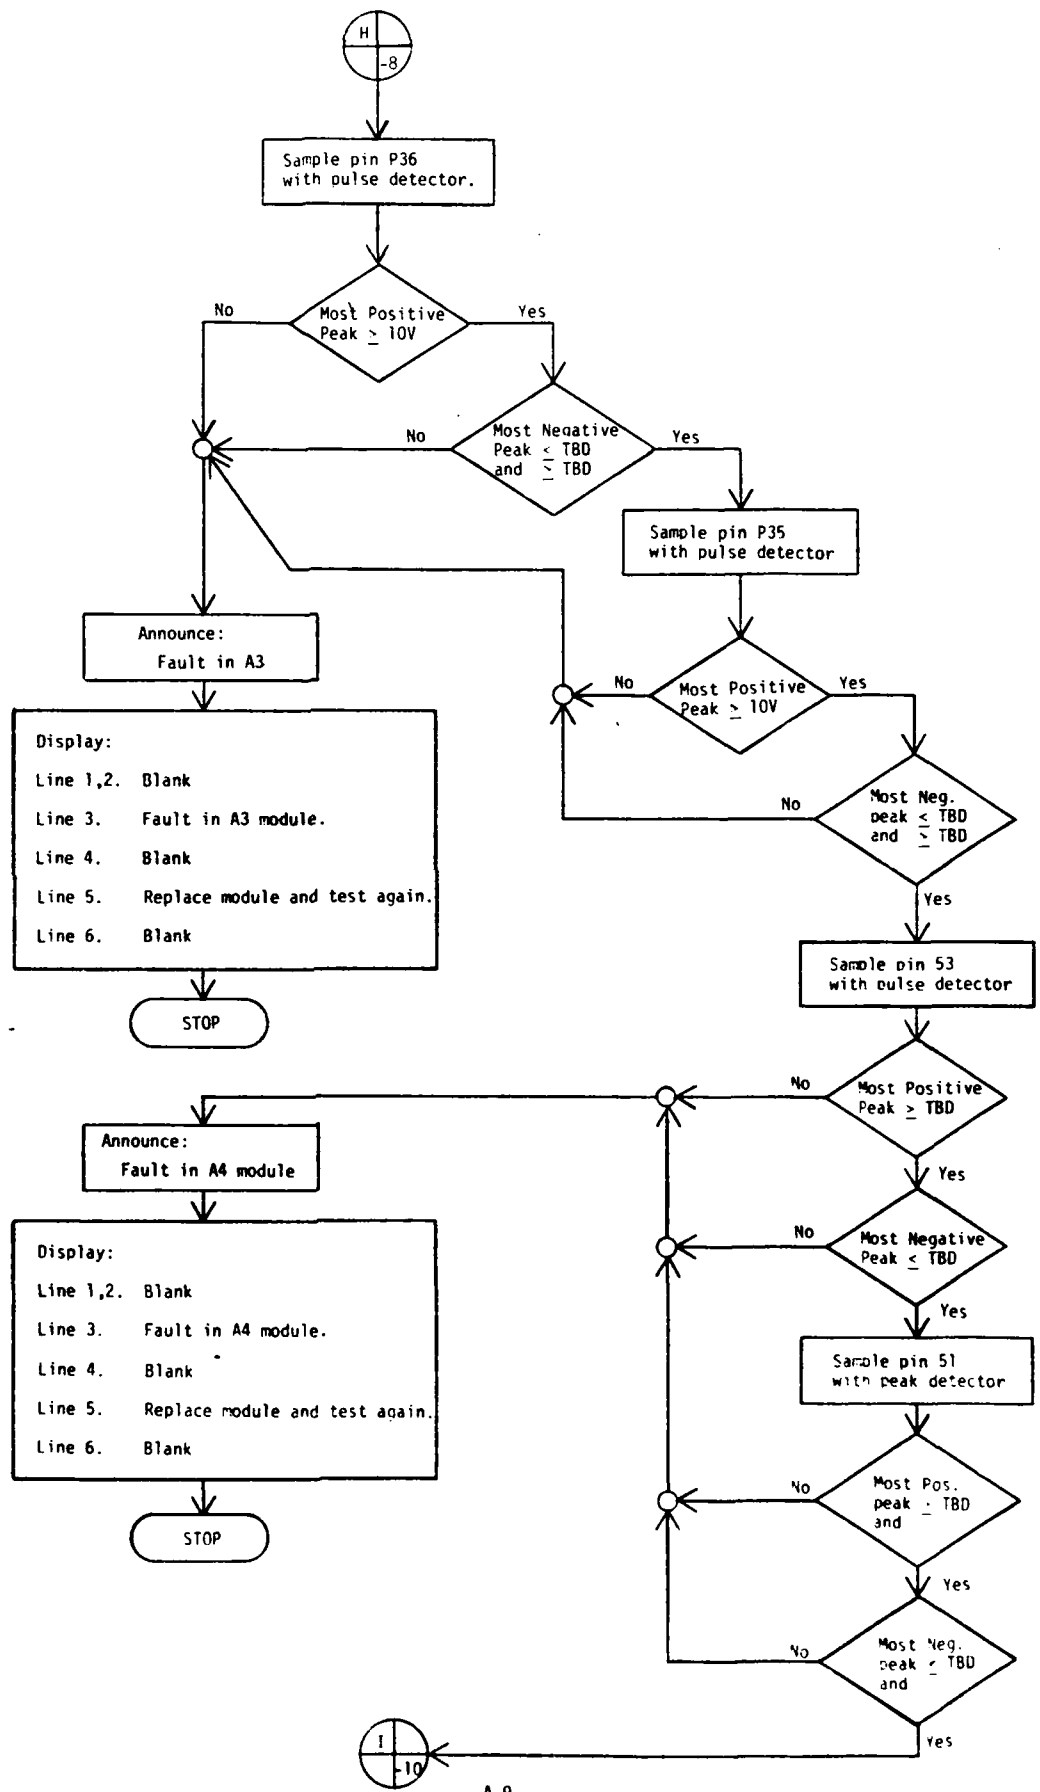 H
-8
Sample pin P36
with pulse detector.
Most Positive
Peak ≥ 10V
No
Yes
Most Negative
Peak ≤ TBD
and ≥ TBD
No
Yes
Sample pin P35
with pulse detector
Most Positive
Peak ≥ 10V
No
Yes
Announce:
Fault in A3
Most Neg.
peak ≤ TBD
and ≥ TBD
No
Yes
Display:
Line 1,2. Blank
Line 3. Fault in A3 module.
Line 4. Blank
Line 5. Replace module and test again.
Line 6. Blank
STOP
Sample pin 53
with pulse detector
Most Positive
Peak ≥ TBD
No
Yes
Announce:
Fault in A4 module
Most Negative
Peak ≤ TBD
No
Yes
Display:
Line 1,2. Blank
Line 3. Fault in A4 module.
Line 4. Blank
Line 5. Replace module and test again.
Line 6. Blank
STOP
Sample pin 51
with peak detector
Most Pos.
peak ≥ TBD
and
No
Yes
Most Neg.
peak ≤ TBD
and
No
Yes
I
-10
A-9